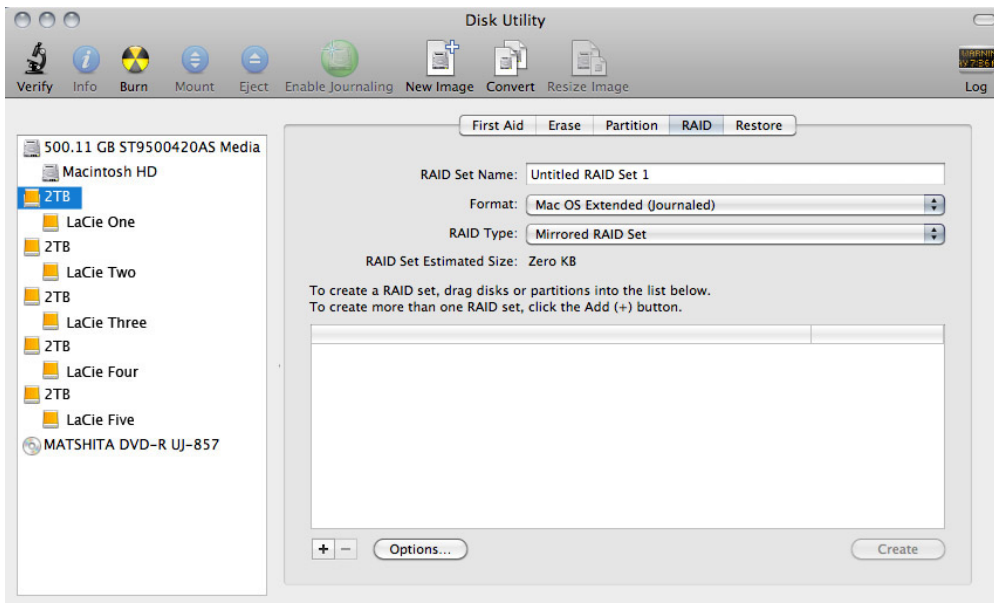 Disk Utility
Verify Info Burn Mount Eject Enable Journaling New Image Convert Resize Image Log
First Aid Erase Partition RAID Restore
500.11 GB ST9500420AS Media
Macintosh HD
2TB
LaCie One
2TB
LaCie Two
2TB
LaCie Three
2TB
LaCie Four
2TB
LaCie Five
MATSHITA DVD-R UJ-857
RAID Set Name: Untitled RAID Set 1
Format: Mac OS Extended (Journaled)
RAID Type: Mirrored RAID Set
RAID Set Estimated Size: Zero KB
To create a RAID set, drag disks or partitions into the list below.
To create more than one RAID set, click the Add (+) button.
+ − Options... Create